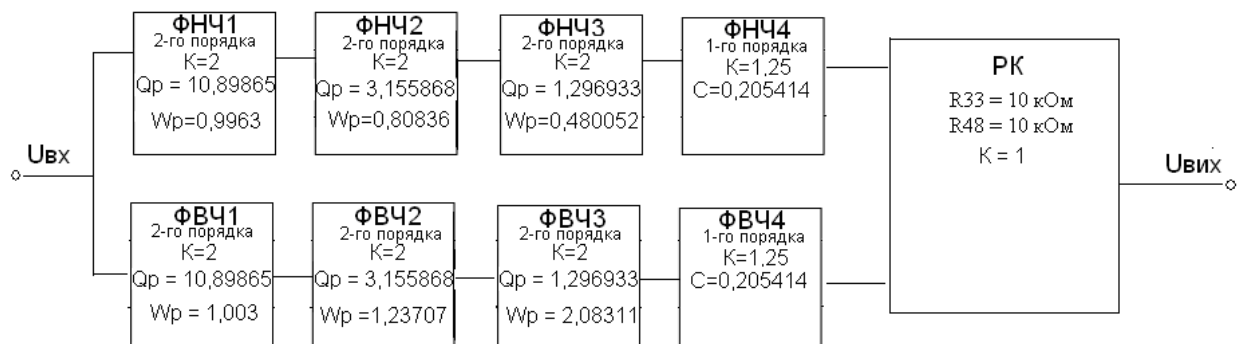 ФНЧ1
2-го порядка
К=2
Qp = 10,89865
Wp=0,9963
ФНЧ2
2-го порядка
К=2
Qp = 3,155868
Wp=0,80836
ФНЧ3
2-го порядка
К=2
Qp = 1,296933
Wp=0,480052
ФНЧ4
1-го порядка
К=1,25
С=0,205414
РК
R33 = 10 кОм
R48 = 10 кОм
К = 1
Uвх
Uвих
ФВЧ1
2-го порядка
К=2
Qp = 10,89865
Wp = 1,003
ФВЧ2
2-го порядка
К=2
Qp = 3,155868
Wp =1,23707
ФВЧ3
2-го порядка
К=2
Qp = 1,296933
Wp = 2,08311
ФВЧ4
1-го порядка
К=1,25
С=0,205414